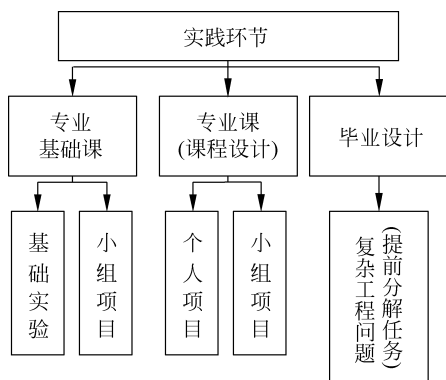 实践环节
专业
基础课
专业课
(课程设计)
毕业设计
基础实验
小组项目
个人项目
小组项目
复杂工程问题
(提前分解任务)